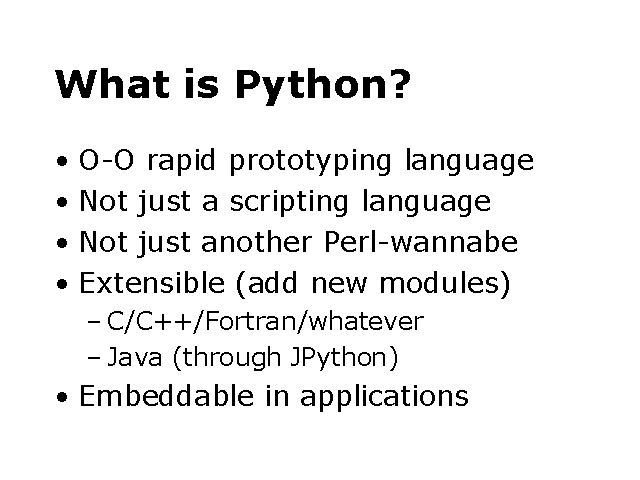 What is Python?
• O-O rapid prototyping language
• Not just a scripting language
• Not just another Perl-wannabe
• Extensible (add new modules)
– C/C++/Fortran/whatever
– Java (through JPython)
• Embeddable in applications